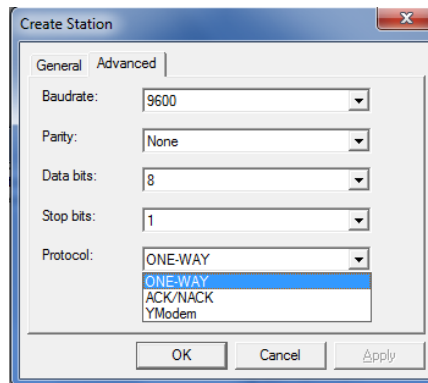 Create Station
General Advanced
Baudrate: 9600
Parity: None
Data bits: 8
Stop bits: 1
Protocol: ONE-WAY
ONE-WAY
ACK/NACK
YModem
OK Cancel Apply